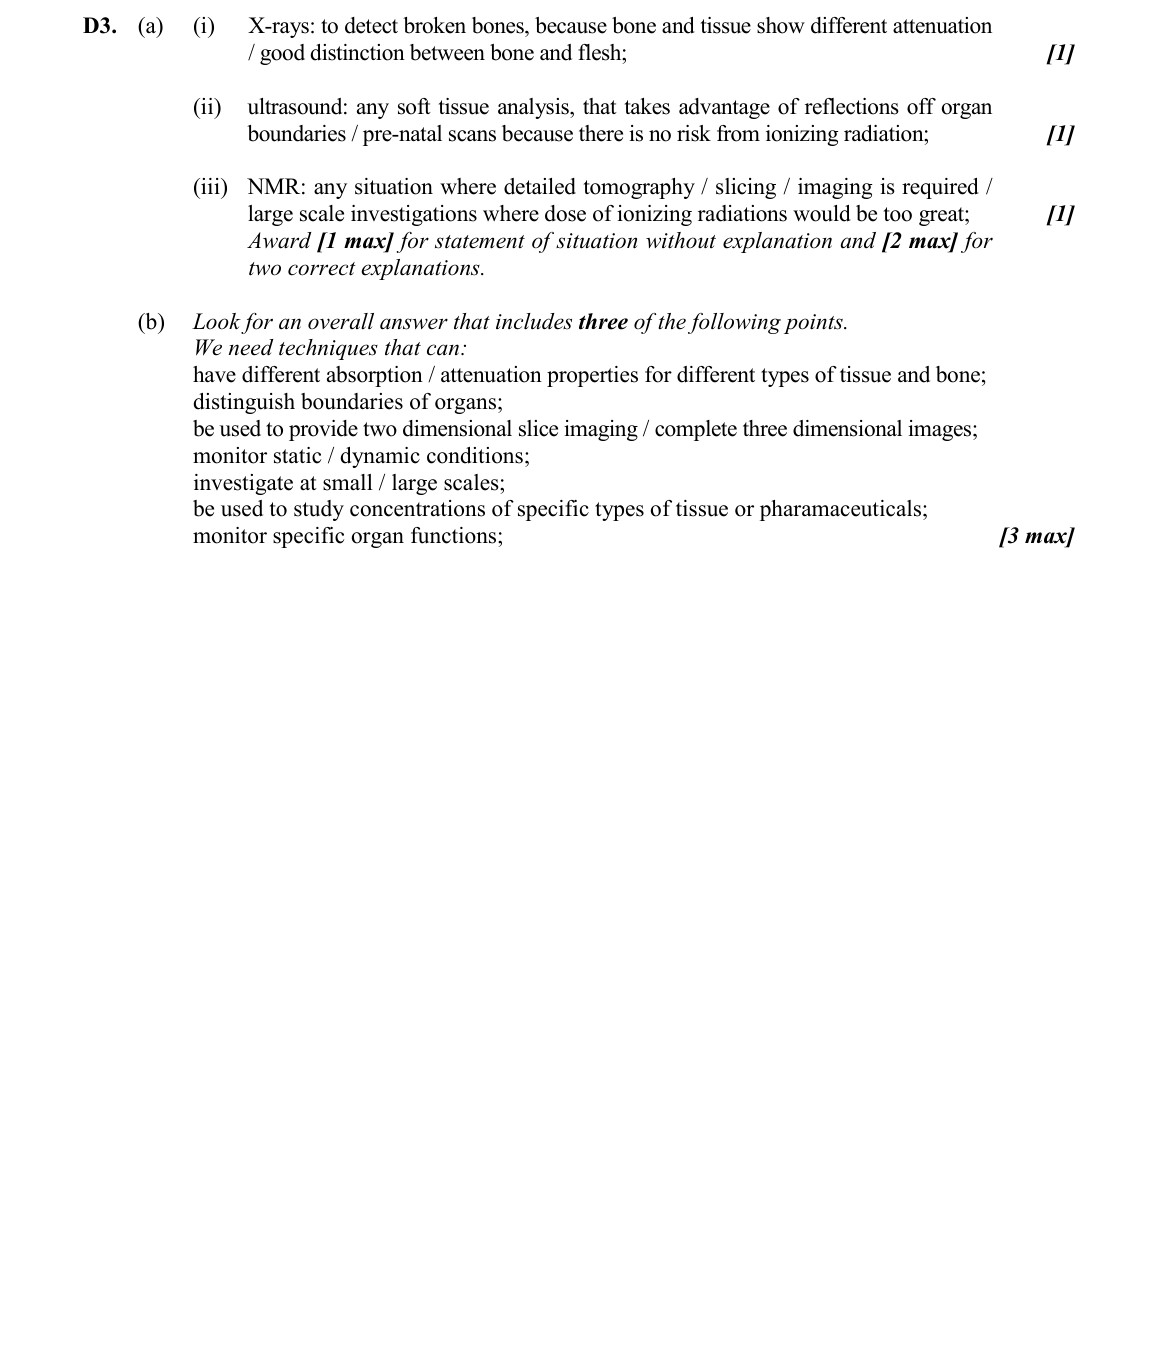 D3. (a) (i) X-rays: to detect broken bones, because bone and tissue show different attenuation
/ good distinction between bone and flesh; [1]
(ii) ultrasound: any soft tissue analysis, that takes advantage of reflections off organ
boundaries / pre-natal scans because there is no risk from ionizing radiation; [1]
(iii) NMR: any situation where detailed tomography / slicing / imaging is required /
large scale investigations where dose of ionizing radiations would be too great; [1]
Award [1 max] for statement of situation without explanation and [2 max] for
two correct explanations.
(b) Look for an overall answer that includes three of the following points.
We need techniques that can:
have different absorption / attenuation properties for different types of tissue and bone;
distinguish boundaries of organs;
be used to provide two dimensional slice imaging / complete three dimensional images;
monitor static / dynamic conditions;
investigate at small / large scales;
be used to study concentrations of specific types of tissue or pharamaceuticals;
monitor specific organ functions; [3 max]